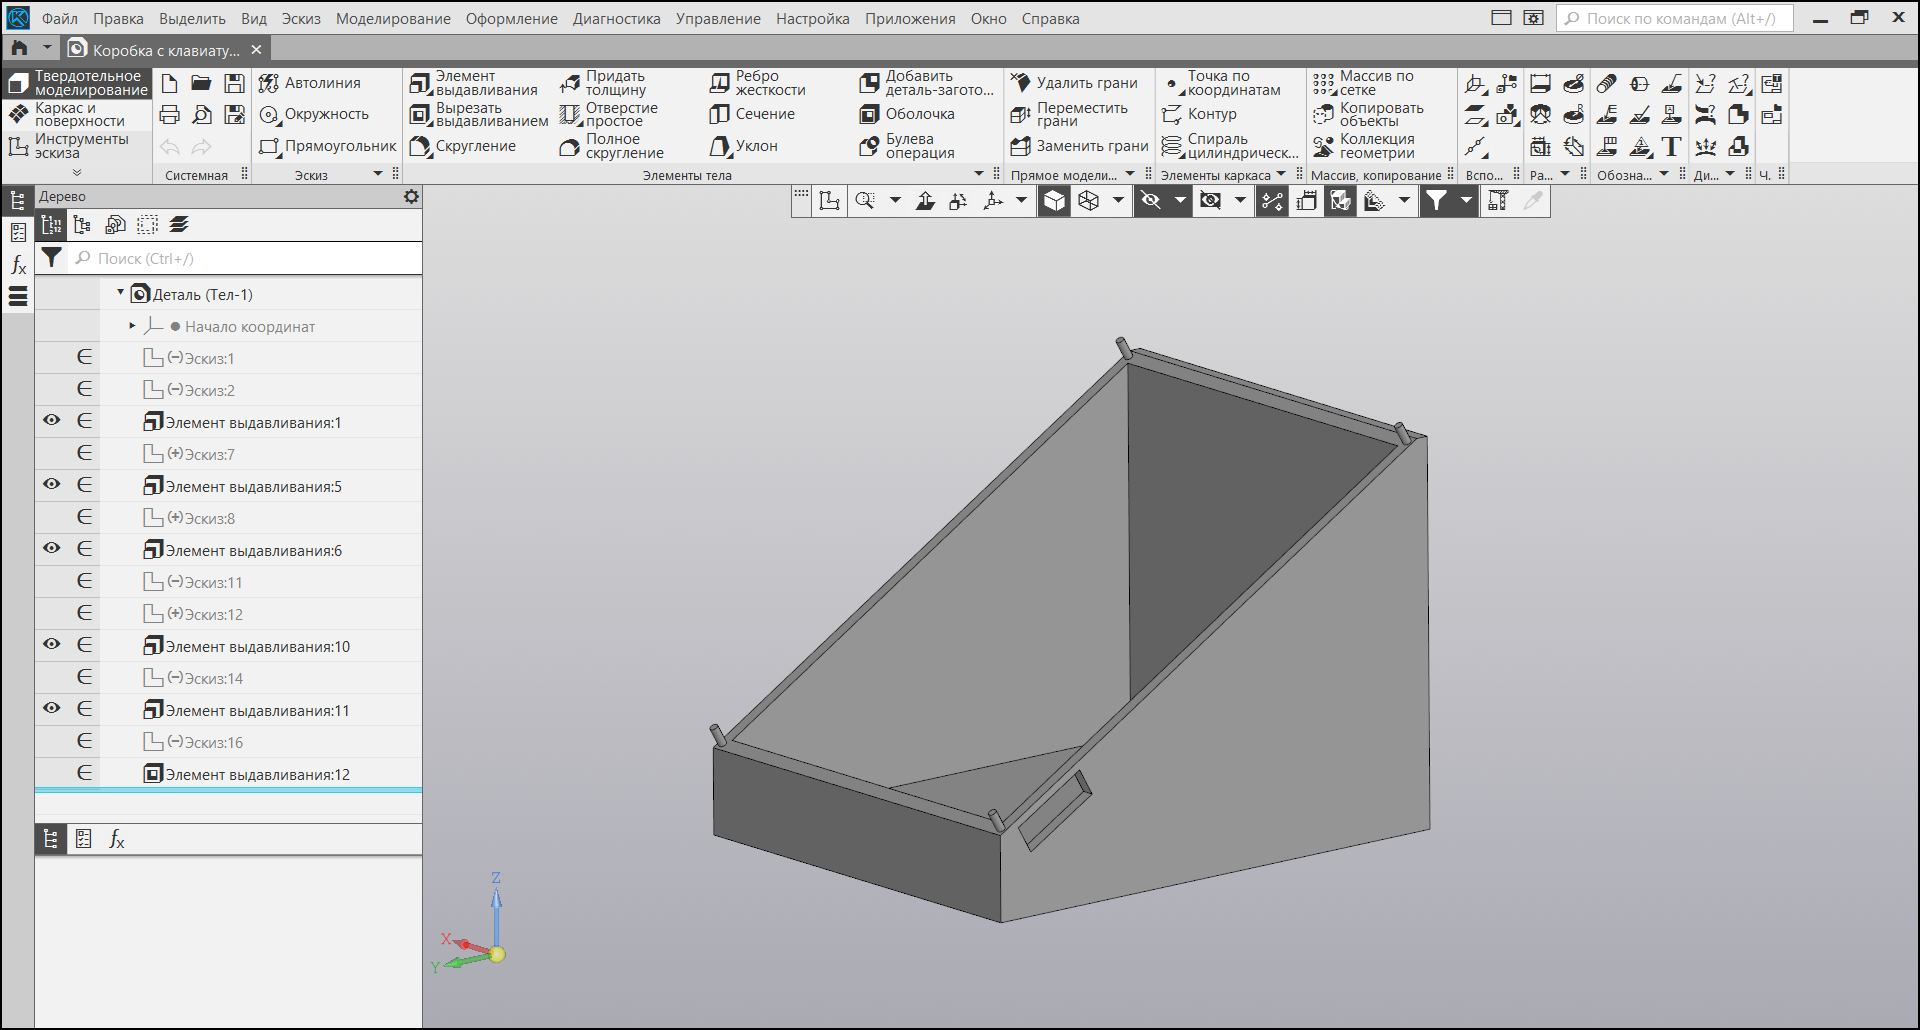 Файл Правка Выделить Вид Эскиз Моделирование Оформление Диагностика Управление Настройка Приложения Окно Справка
Поиск по командам (Alt+/)
Коробка с клавиату...
Твердотельное моделирование
Каркас и поверхности
Инструменты эскиза
Системная
Автолиния
Окружность
Прямоугольник
Эскиз
Элемент выдавливания
Вырезать выдавливанием
Скругление
Придать толщину
Отверстие простое
Полное скругление
Ребро жесткости
Сечение
Уклон
Добавить деталь-загото...
Оболочка
Булева операция
Элементы тела
Удалить грани
Переместить грани
Заменить грани
Прямое модели...
Точка по координатам
Контур
Спираль цилиндрическ...
Элементы каркаса
Массив по сетке
Копировать объекты
Коллекция геометрии
Массив, копирование
Вспо...
Ра...
Обозна...
Ди...
Ч.
Дерево
Поиск (Ctrl+/)
Деталь (Тел-1)
Начало координат
(−)Эскиз:1
(−)Эскиз:2
Элемент выдавливания:1
(+)Эскиз:7
Элемент выдавливания:5
(+)Эскиз:8
Элемент выдавливания:6
(−)Эскиз:11
(+)Эскиз:12
Элемент выдавливания:10
(−)Эскиз:14
Элемент выдавливания:11
(−)Эскиз:16
Элемент выдавливания:12
Z
X
Y